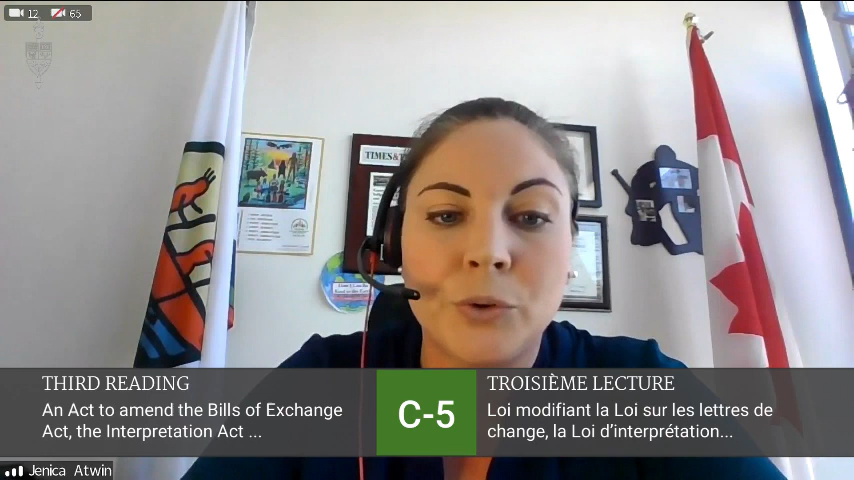 12 65
TIMES&T
THIRD READING
An Act to amend the Bills of Exchange
Act, the Interpretation Act ...
C-5
TROISIÈME LECTURE
Loi modifiant la Loi sur les lettres de
change, la Loi d'interprétation...
Jenica Atwin